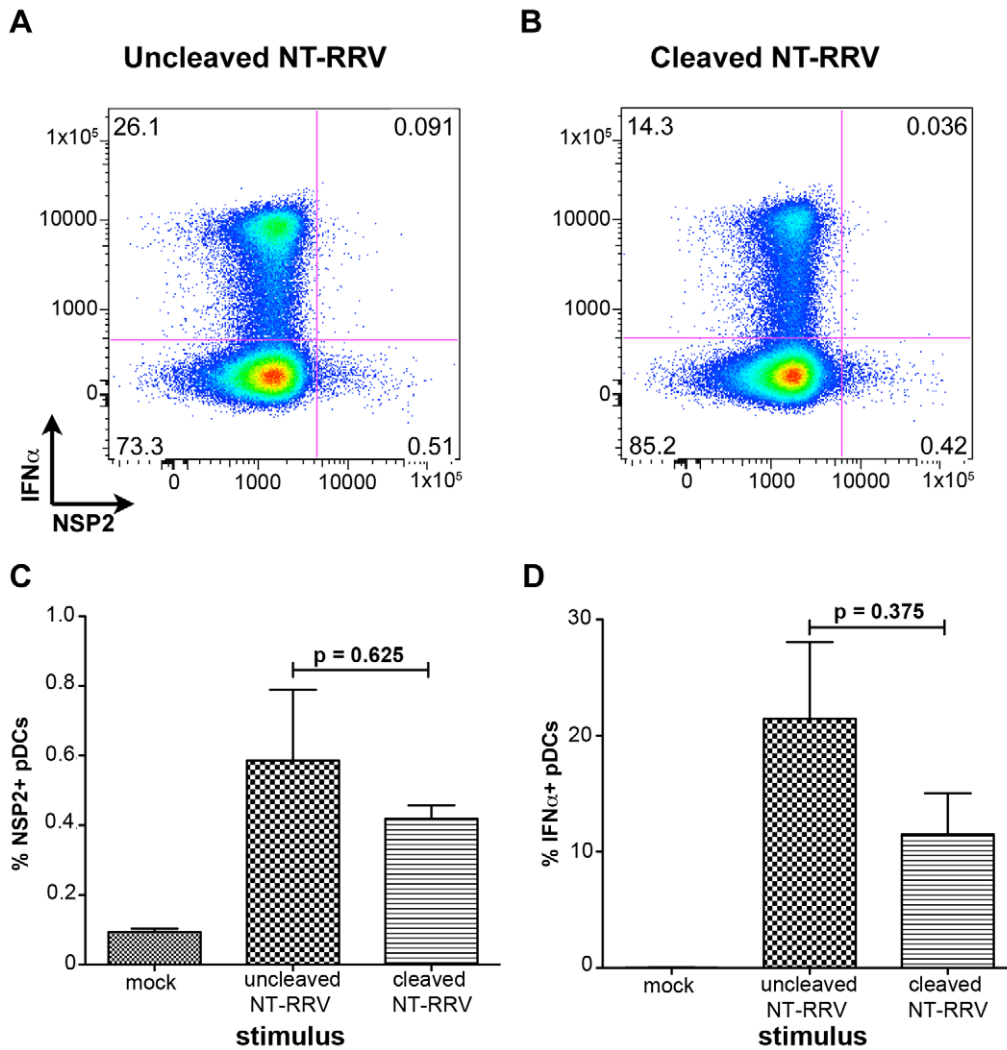 A
Uncleaved NT-RRV
26.1
0.091
1x10⁵
10000
1000
0
73.3
0.51
0
1000
10000
1x10⁵
IFNα
NSP2
B
Cleaved NT-RRV
14.3
0.036
1x10⁵
10000
1000
0
85.2
0.42
0
1000
10000
1x10⁵
C
% NSP2+ pDCs
1.0
0.8
0.6
0.4
0.2
0
p = 0.625
mock
uncleaved
NT-RRV
cleaved
NT-RRV
stimulus
D
% IFNα+ pDCs
30
20
10
0
p = 0.375
mock
uncleaved
NT-RRV
cleaved
NT-RRV
stimulus